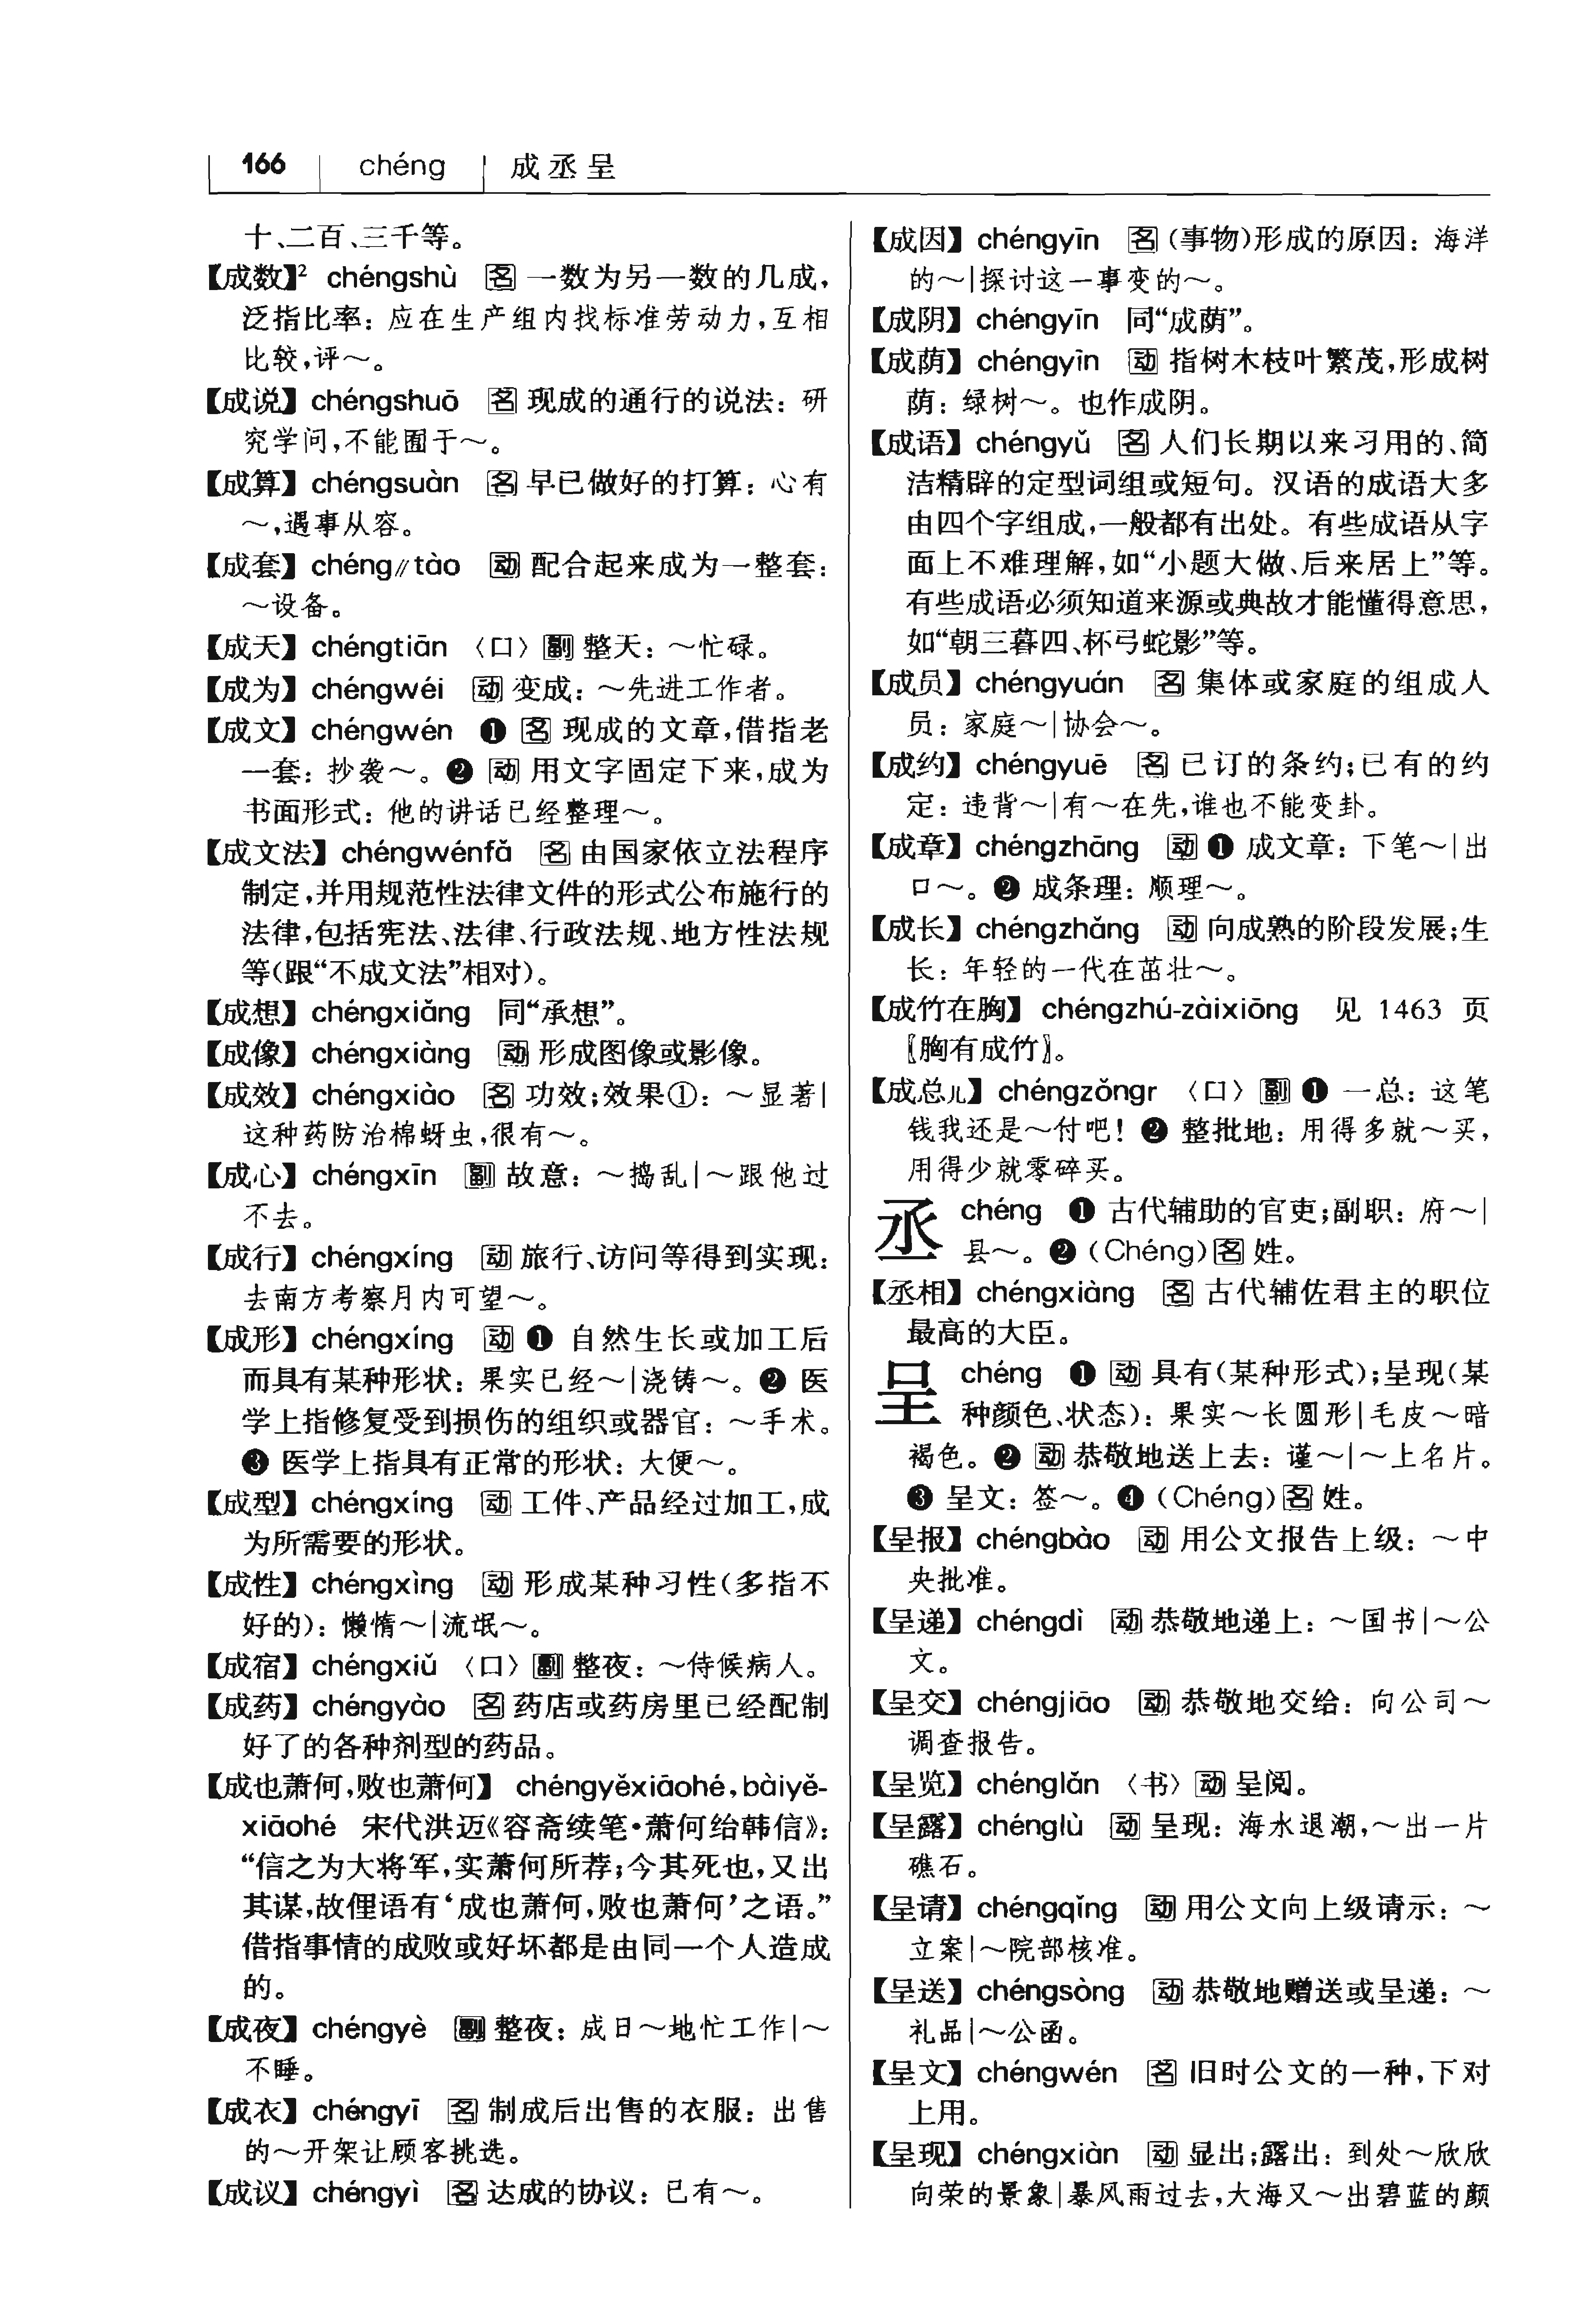 166 chéng 成丞呈
十、二百、三千等。
【成数】² chéngshù 名 一数为另一数的几成，
泛指比率：应在生产组内找标准劳动力，互相
比较，评～。
【成说】chéngshuō 名 现成的通行的说法：研
究学问，不能囿于～。
【成算】chéngsuàn 名 早已做好的打算：心有
～，遇事从容。
【成套】chéng∥tào 动 配合起来成为一整套：
～设备。
【成天】chéngtiān 〈口〉副 整天：～忙碌。
【成为】chéngwéi 动 变成：～先进工作者。
【成文】chéngwén ❶ 名 现成的文章，借指老
一套：抄袭～。❷ 动 用文字固定下来，成为
书面形式：他的讲话已经整理～。
【成文法】chéngwénfǎ 名 由国家依立法程序
制定，并用规范性法律文件的形式公布施行的
法律，包括宪法、法律、行政法规、地方性法规
等（跟“不成文法”相对）。
【成想】chéngxiǎng 同“承想”。
【成像】chéngxiàng 动 形成图像或影像。
【成效】chéngxiào 名 功效；效果①：～显著｜
这种药防治棉蚜虫，很有～。
【成心】chéngxīn 副 故意：～捣乱｜～跟他过
不去。
【成行】chéngxíng 动 旅行、访问等得到实现：
去南方考察月内可望～。
【成形】chéngxíng 动 ❶ 自然生长或加工后
而具有某种形状：果实已经～｜浇铸～。❷ 医
学上指修复受到损伤的组织或器官：～手术。
❸ 医学上指具有正常的形状：大便～。
【成型】chéngxíng 动 工件、产品经过加工，成
为所需要的形状。
【成性】chéngxìng 动 形成某种习性（多指不
好的）：懒惰～｜流氓～。
【成宿】chéngxiǔ 〈口〉副 整夜：～侍候病人。
【成药】chéngyào 名 药店或药房里已经配制
好了的各种剂型的药品。
【成也萧何，败也萧何】 chéngyěxiāohé，bàiyě-
xiāohé 宋代洪迈《容斋续笔·萧何绐韩信》：
“信之为大将军，实萧何所荐；今其死也，又出
其谋，故俚语有‘成也萧何，败也萧何’之语。”
借指事情的成败或好坏都是由同一个人造成
的。
【成夜】chéngyè 副 整夜：成日～地忙工作｜～
不睡。
【成衣】chéngyī 名 制成后出售的衣服：出售
的～开架让顾客挑选。
【成议】chéngyì 名 达成的协议：已有～。
【成因】chéngyīn 名（事物）形成的原因：海洋
的～｜探讨这一事变的～。
【成阴】chéngyīn 同“成荫”。
【成荫】chéngyīn 动 指树木枝叶繁茂，形成树
荫：绿树～。也作成阴。
【成语】chéngyǔ 名 人们长期以来习用的、简
洁精辟的定型词组或短句。汉语的成语大多
由四个字组成，一般都有出处。有些成语从字
面上不难理解，如“小题大做、后来居上”等。
有些成语必须知道来源或典故才能懂得意思，
如“朝三暮四、杯弓蛇影”等。
【成员】chéngyuán 名 集体或家庭的组成人
员：家庭～｜协会～。
【成约】chéngyuē 名 已订的条约；已有的约
定：违背～｜有～在先，谁也不能变卦。
【成章】chéngzhāng 动 ❶ 成文章：下笔～｜出
口～。❷ 成条理：顺理～。
【成长】chéngzhǎng 动 向成熟的阶段发展；生
长：年轻的一代在茁壮～。
【成竹在胸】 chéngzhú-zàixiōng 见 1463 页
〖胸有成竹〗。
【成总儿】chéngzǒngr 〈口〉副 ❶ 一总：这笔
钱我还是～付吧！❷ 整批地：用得多就～买，
用得少就零碎买。
丞 chéng ❶ 古代辅助的官吏；副职：府～｜
县～。❷（Chéng）名 姓。
【丞相】chéngxiàng 名 古代辅佐君主的职位
最高的大臣。
呈 chéng ❶ 动 具有（某种形式）；呈现（某
种颜色、状态）：果实～长圆形｜毛皮～暗
褐色。❷ 动 恭敬地送上去：谨～｜～上名片。
❸ 呈文：签～。❹（Chéng）名 姓。
【呈报】chéngbào 动 用公文报告上级：～中
央批准。
【呈递】chéngdì 动 恭敬地递上：～国书｜～公
文。
【呈交】chéngjiāo 动 恭敬地交给：向公司～
调查报告。
【呈览】chénglǎn 〈书〉动 呈阅。
【呈露】chénglù 动 呈现：海水退潮，～出一片
礁石。
【呈请】chéngqǐng 动 用公文向上级请示：～
立案｜～院部核准。
【呈送】chéngsòng 动 恭敬地赠送或呈递：～
礼品｜～公函。
【呈文】chéngwén 名 旧时公文的一种，下对
上用。
【呈现】chéngxiàn 动 显出；露出：到处～欣欣
向荣的景象｜暴风雨过去，大海又～出碧蓝的颜